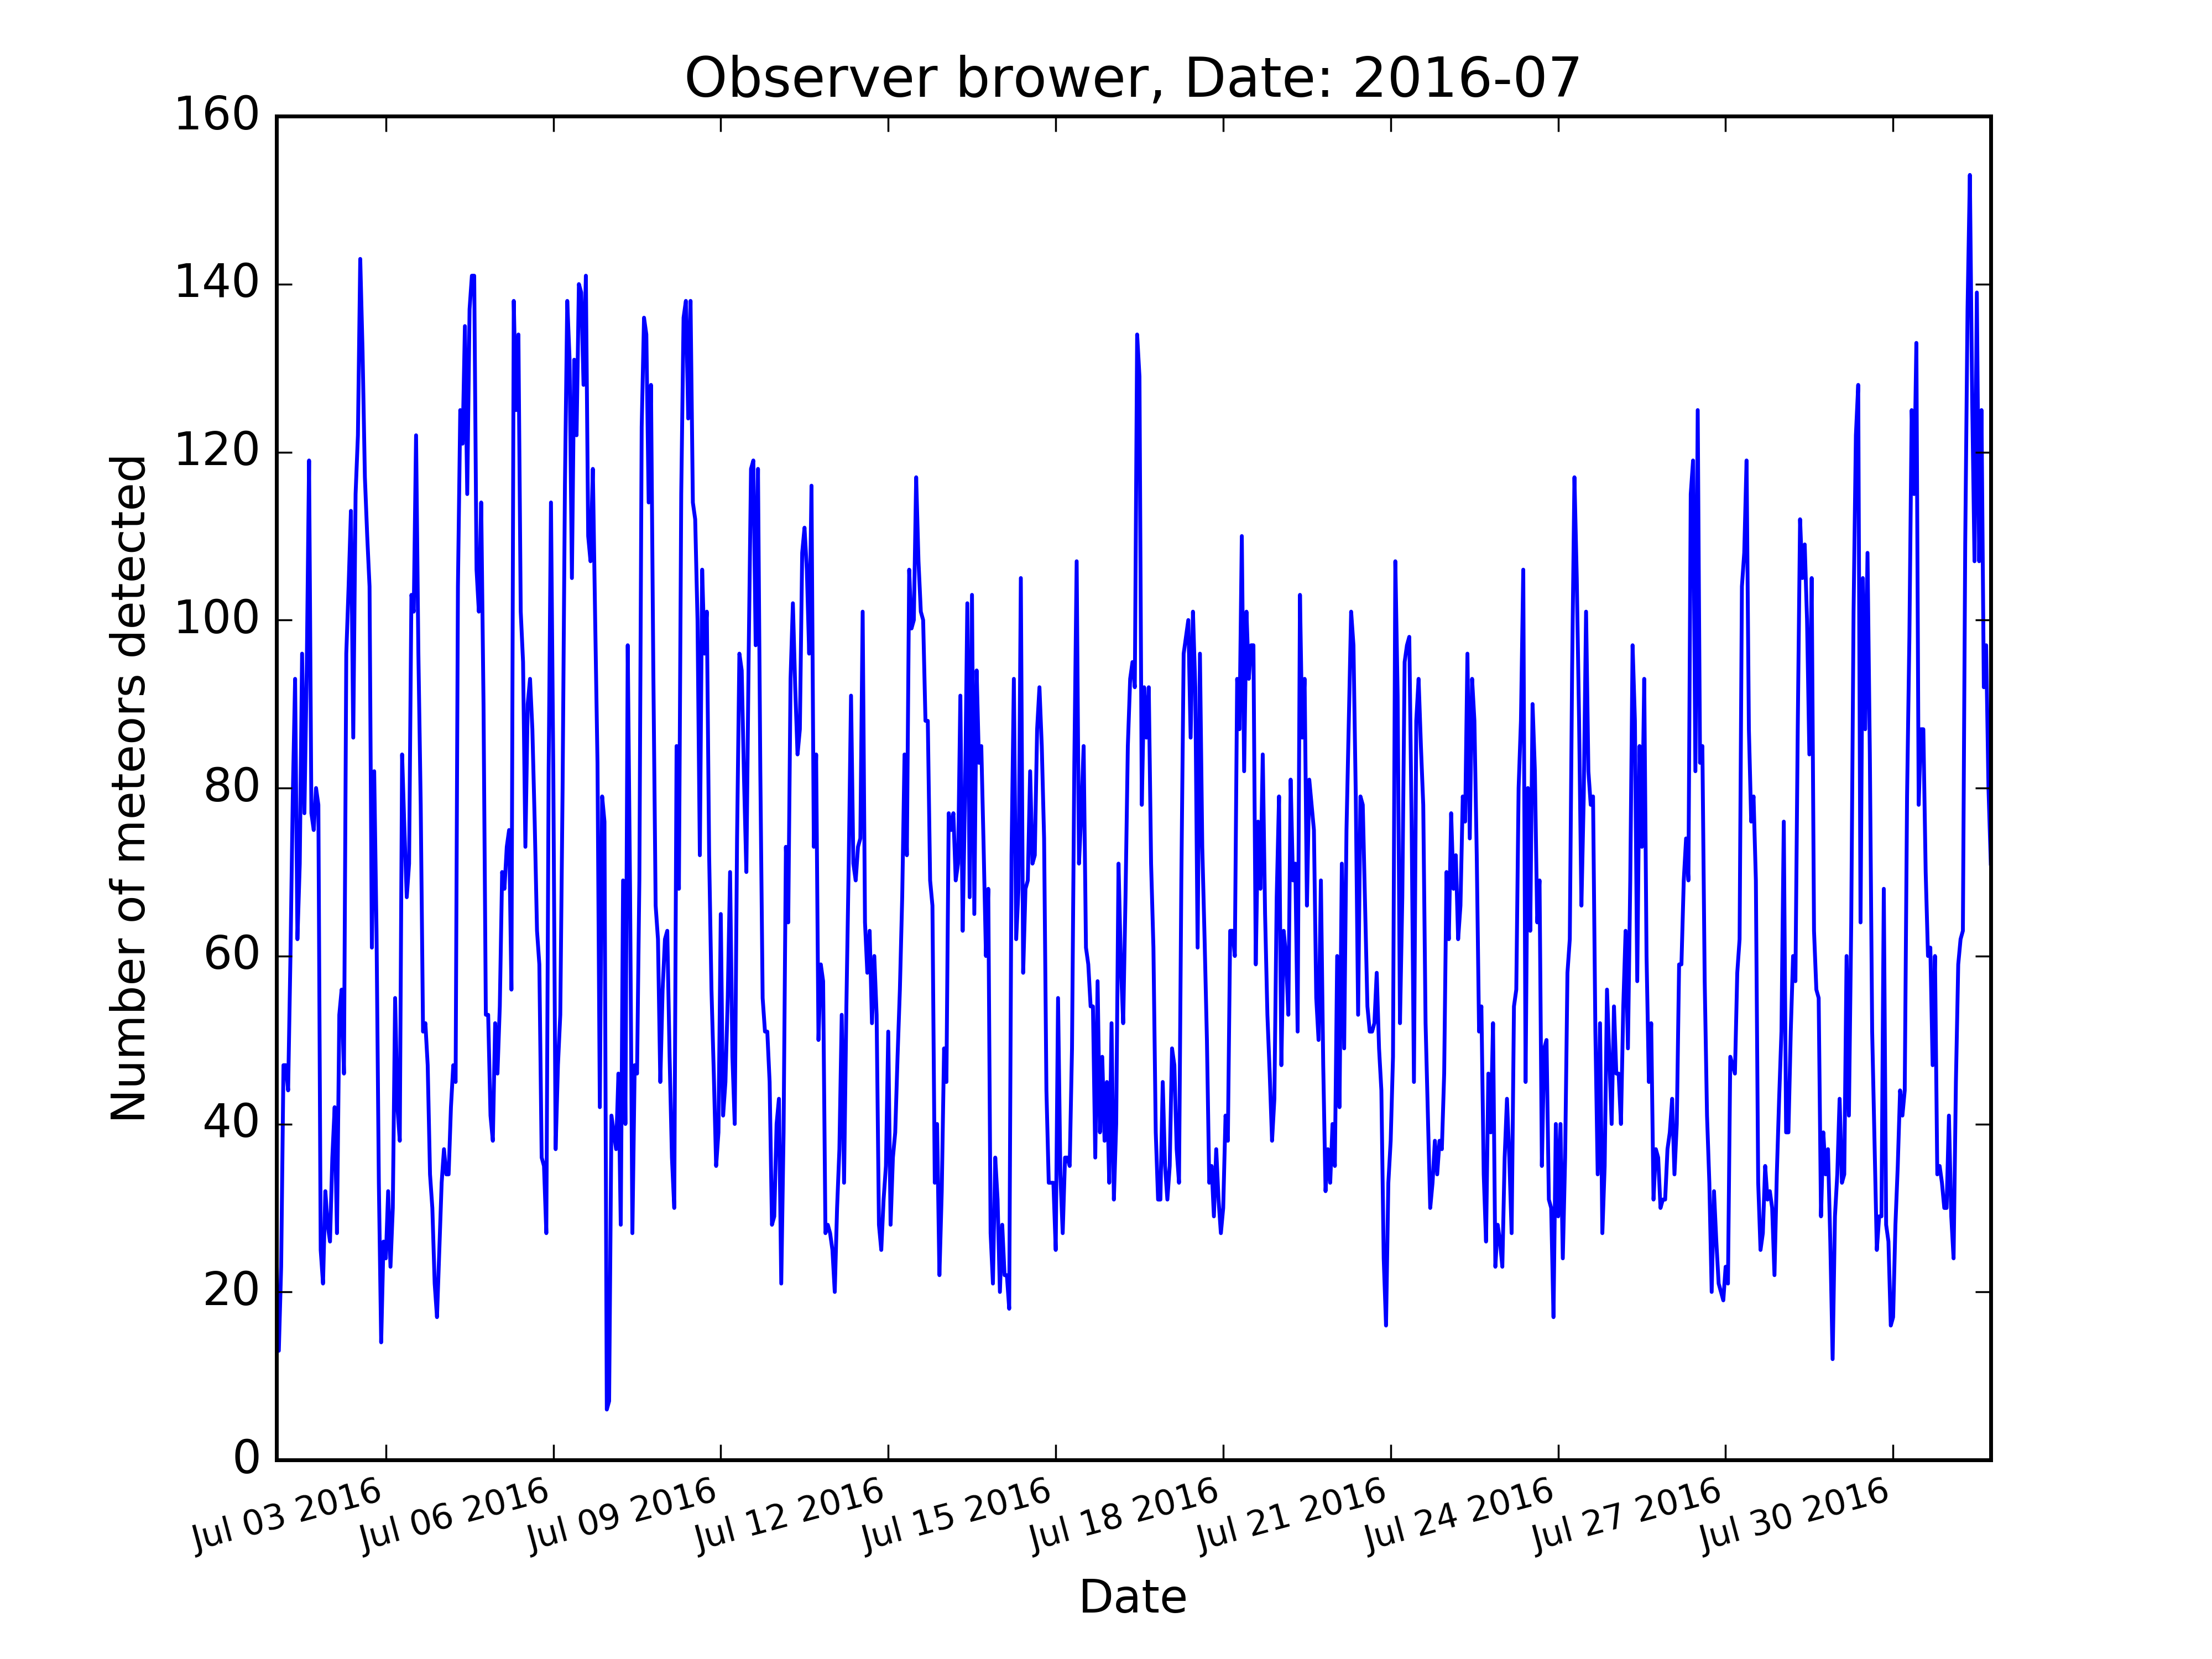 Observer brower, Date: 2016-07
160
140
120
100
80
60
40
20
0
Number of meteors detected
Jul 03 2016
Jul 06 2016
Jul 09 2016
Jul 12 2016
Jul 15 2016
Jul 18 2016
Jul 21 2016
Jul 24 2016
Jul 27 2016
Jul 30 2016
Date